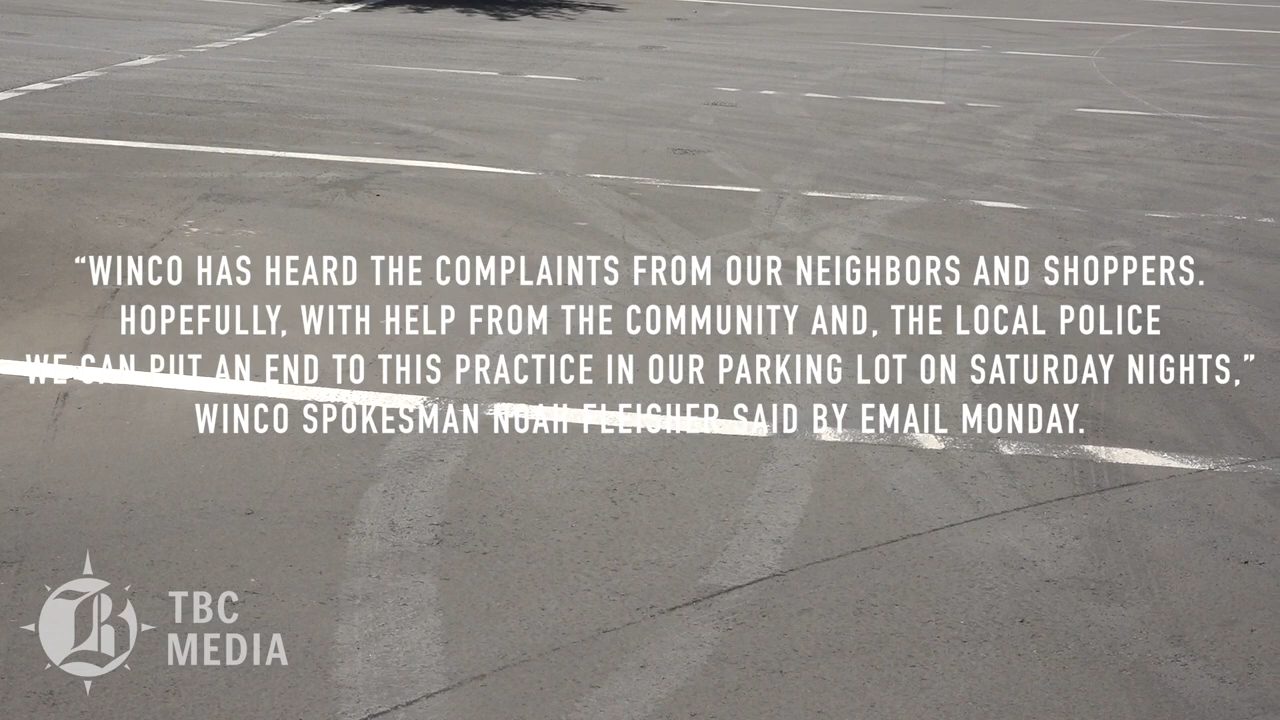 “WINCO HAS HEARD THE COMPLAINTS FROM OUR NEIGHBORS AND SHOPPERS.
HOPEFULLY, WITH HELP FROM THE COMMUNITY AND, THE LOCAL POLICE
WE CAN PUT AN END TO THIS PRACTICE IN OUR PARKING LOT ON SATURDAY NIGHTS,”
WINCO SPOKESMAN NOAH FLEISHER SAID BY EMAIL MONDAY.
B
TBC
MEDIA